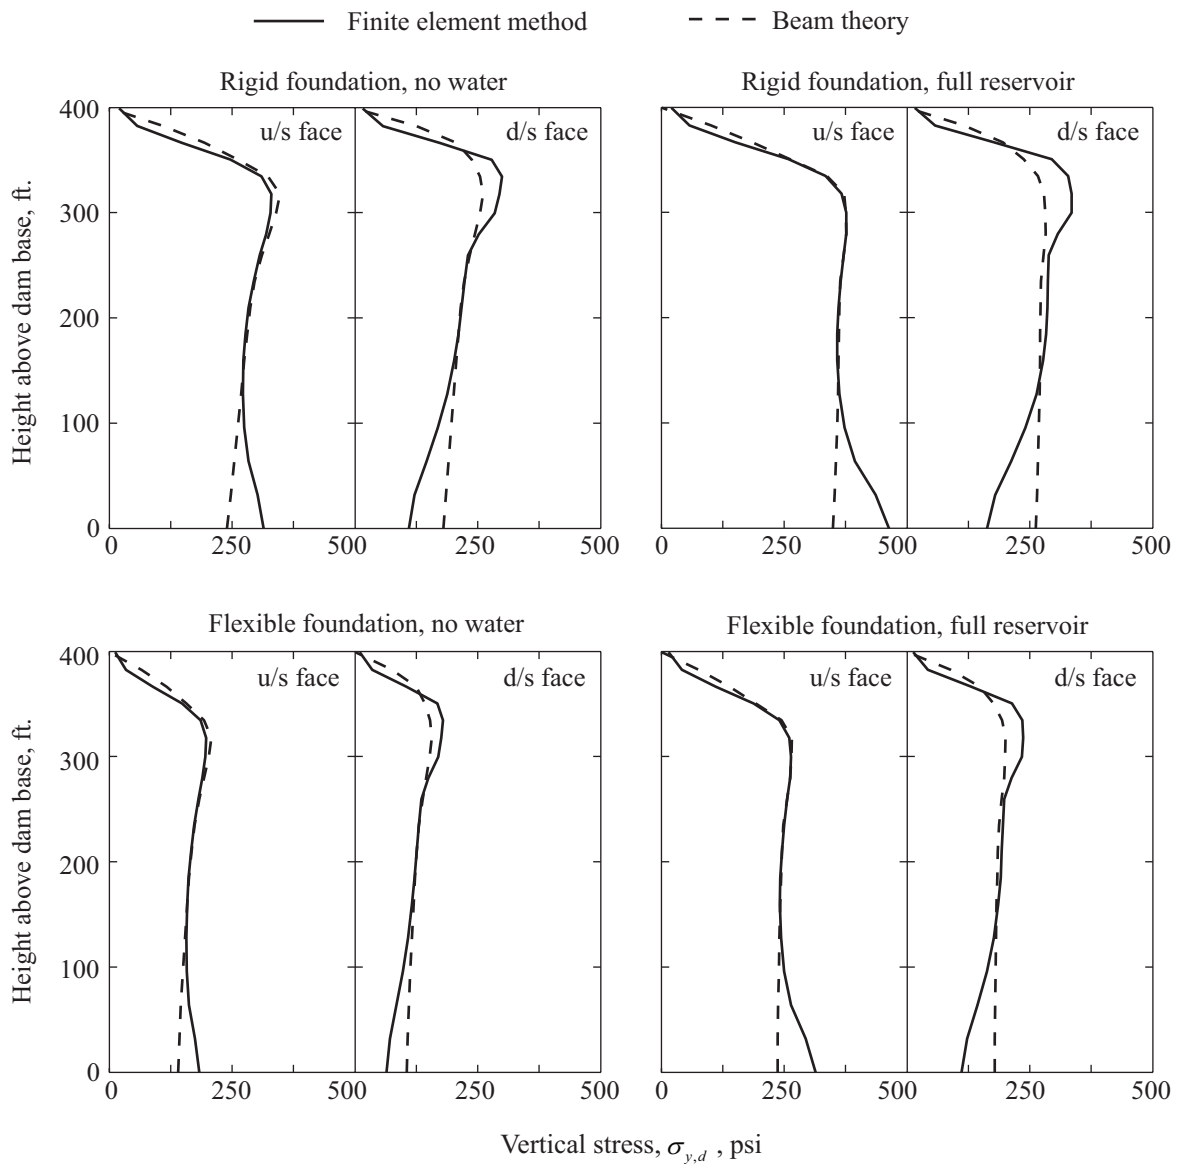 Finite element method
Beam theory
Rigid foundation, no water
Rigid foundation, full reservoir
400
u/s face
d/s face
u/s face
d/s face
300
200
100
0
Height above dam base, ft.
0
250
500
250
500
0
250
500
250
500
Flexible foundation, no water
Flexible foundation, full reservoir
400
u/s face
d/s face
u/s face
d/s face
300
200
100
0
Height above dam base, ft.
0
250
500
250
500
0
250
500
250
500
Vertical stress, σy,d , psi